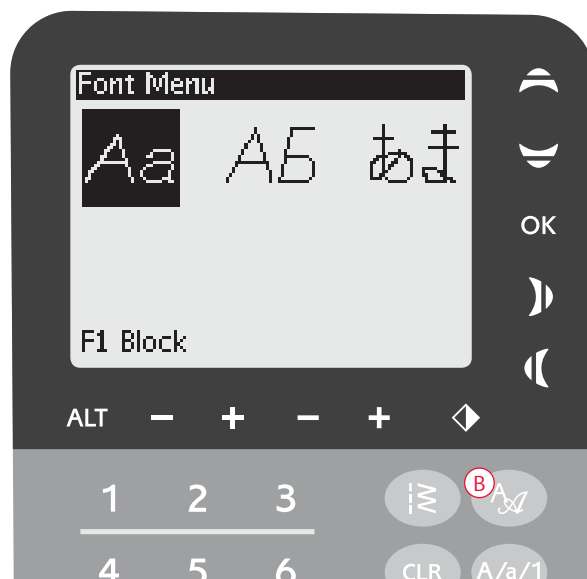 Font Menu
Aa АБ あま
OK
F1 Block
ALT − + − +
1 2 3 B
4 5 6 CLR A/a/1